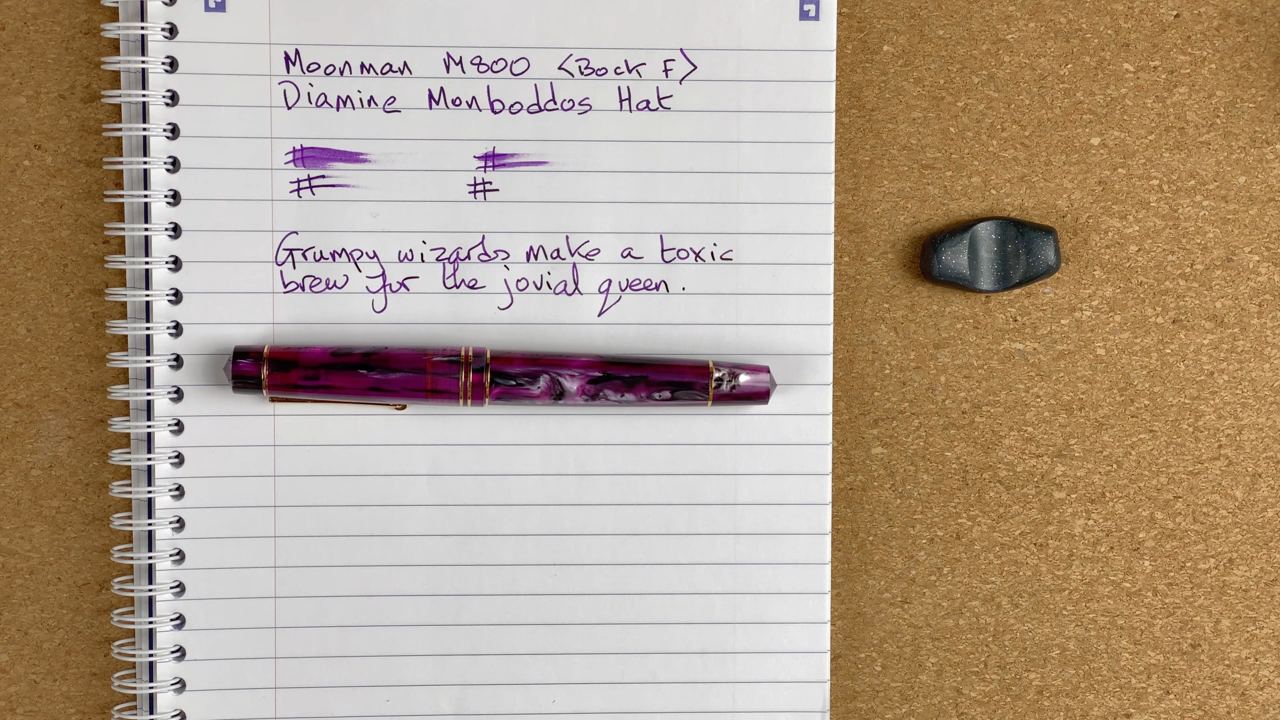 Moonman M800 <Bock F>
Diamine Monboddos Hat
# #
# #
Grumpy wizards make a toxic
brew for the jovial queen.